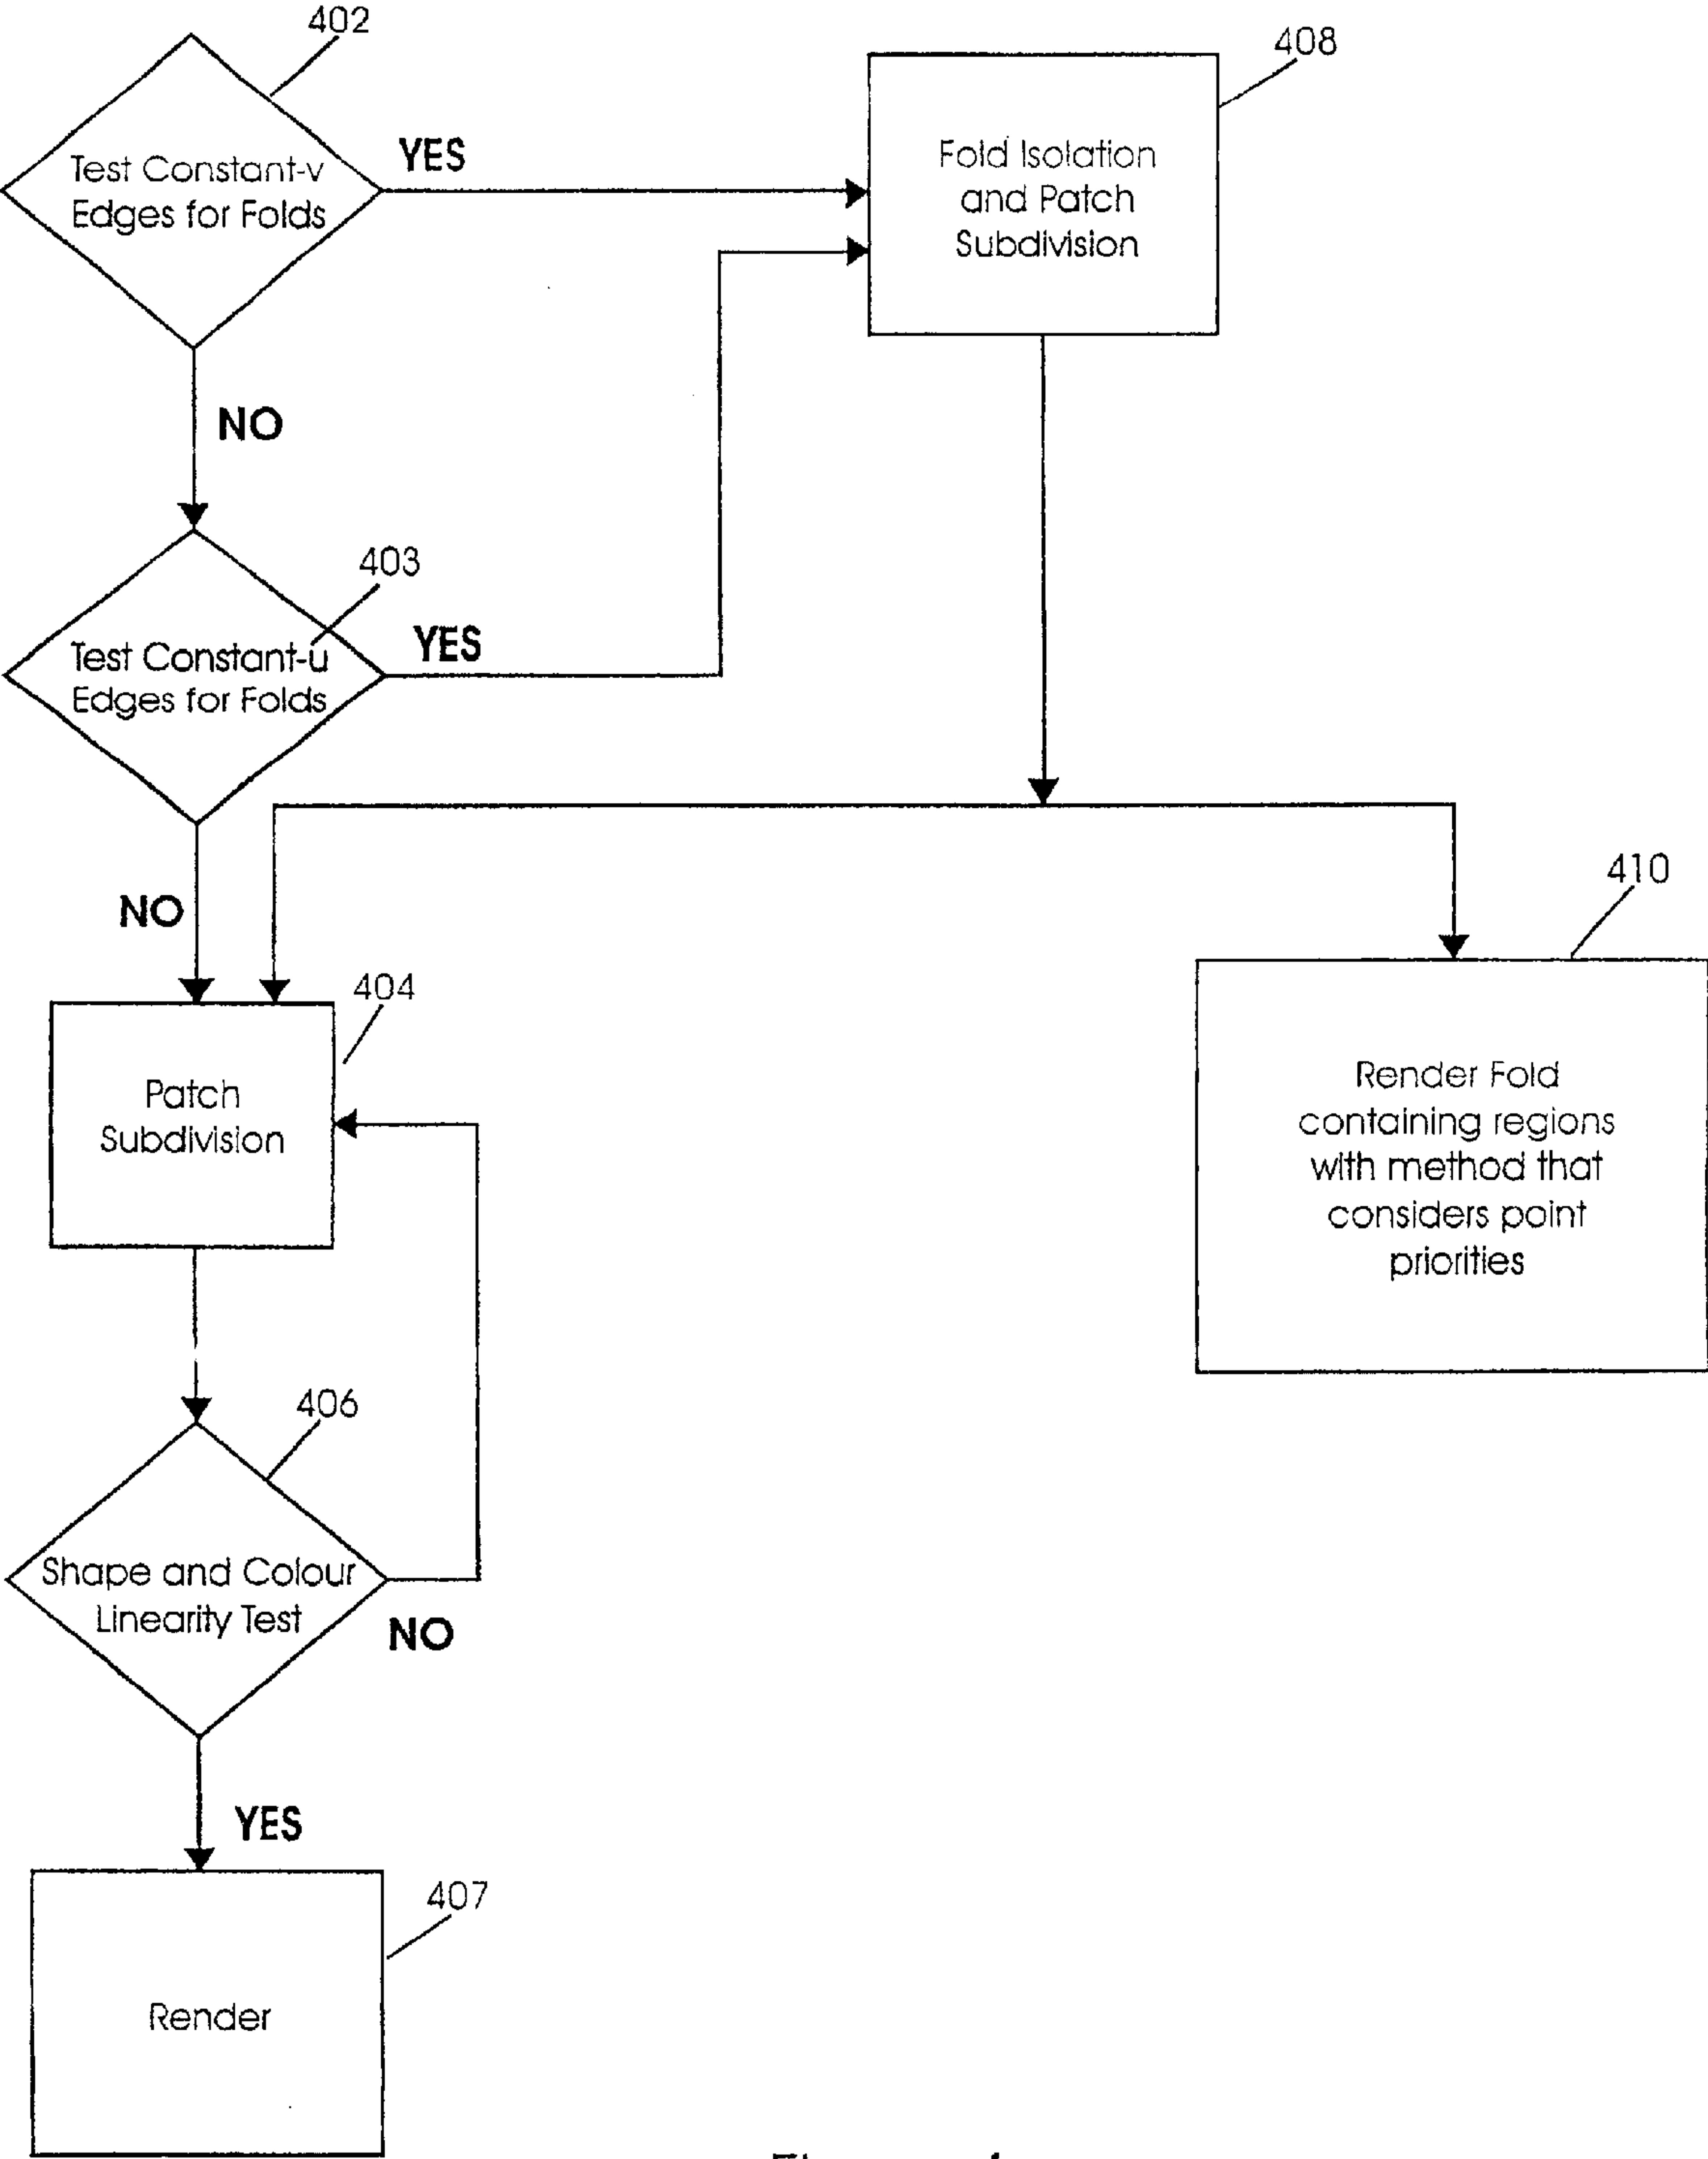 402
Test Constant-v
Edges for Folds
YES
408
Fold Isolation
and Patch
Subdivision
NO
403
Test Constant-u
Edges for Folds
YES
NO
404
Patch
Subdivision
410
Render Fold
containing regions
with method that
considers point
priorities
406
Shape and Colour
Linearity Test
NO
YES
407
Render